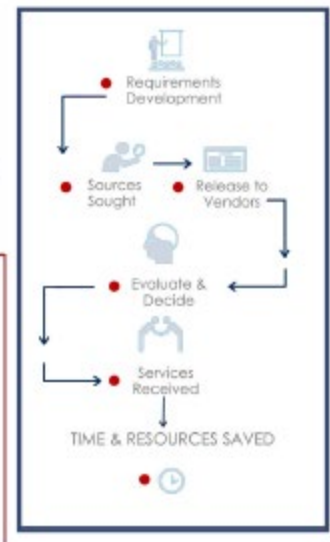 Requirements
Development
Sources
Sought
Release to
Vendors
Evaluate &
Decide
Services
Received
TIME & RESOURCES SAVED